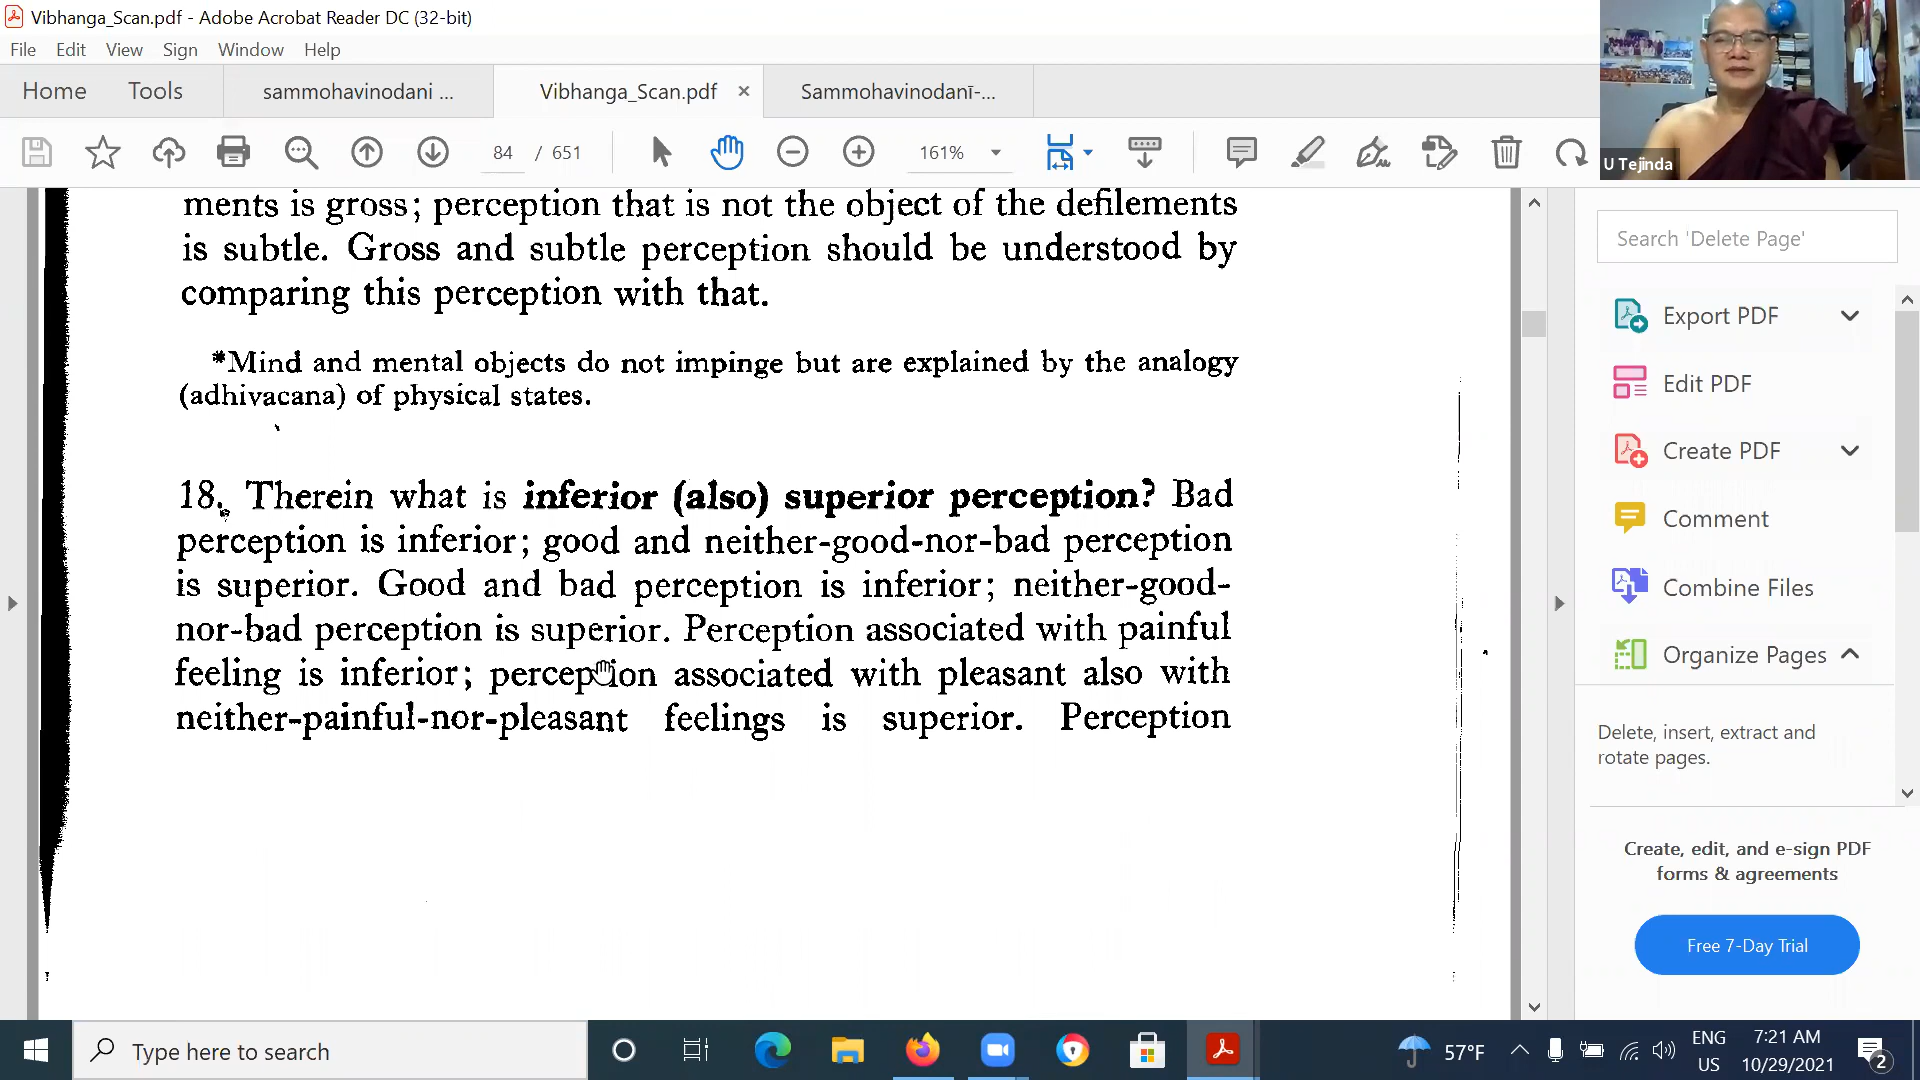 Vibhanga_Scan.pdf - Adobe Acrobat Reader DC (32-bit)
File Edit View Sign Window Help
Home Tools sammohavinodani ... Vibhanga_Scan.pdf Sammohavinodanī-...
84 / 651 161%
U Tejinda
ments is gross; perception that is not the object of the defilements
is subtle. Gross and subtle perception should be understood by
comparing this perception with that.
*Mind and mental objects do not impinge but are explained by the analogy
(adhivacana) of physical states.
18. Therein what is inferior (also) superior perception? Bad
perception is inferior; good and neither-good-nor-bad perception
is superior. Good and bad perception is inferior; neither-good-
nor-bad perception is superior. Perception associated with painful
feeling is inferior; perception associated with pleasant also with
neither-painful-nor-pleasant feelings is superior. Perception
Search 'Delete Page'
Export PDF
Edit PDF
Create PDF
Comment
Combine Files
Organize Pages
Delete, insert, extract and
rotate pages.
Create, edit, and e-sign PDF
forms & agreements
Free 7-Day Trial
Type here to search
57°F
ENG
US
7:21 AM
10/29/2021
2